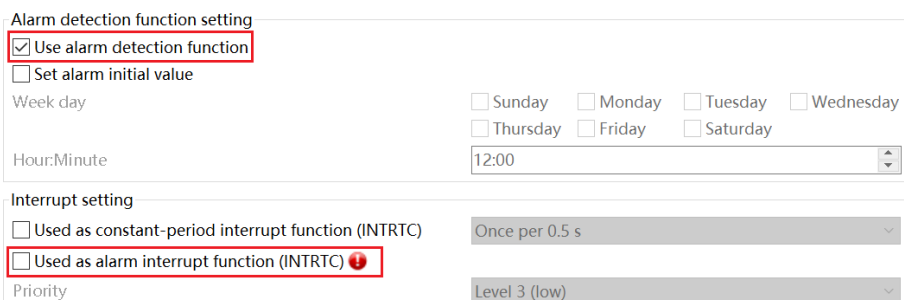 Alarm detection function setting
Use alarm detection function
Set alarm initial value
Week day
Sunday Monday Tuesday Wednesday
Thursday Friday Saturday
Hour:Minute 12:00
Interrupt setting
Used as constant-period interrupt function (INTRTC) Once per 0.5 s
Used as alarm interrupt function (INTRTC)
Priority Level 3 (low)